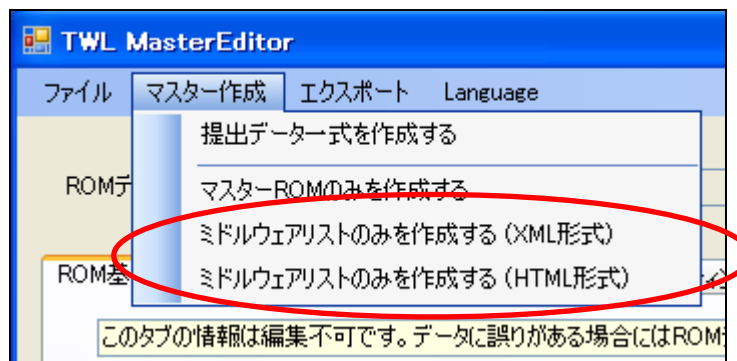 TWL MasterEditor
ファイル マスター作成 エクスポート Language
提出データ一式を作成する
ROMデ マスターROMのみを作成する
ミドルウェアリストのみを作成する(XML形式)
ROM基 ミドルウェアリストのみを作成する(HTML形式)
このタブの情報は編集不可です。データに誤りがある場合にはROM